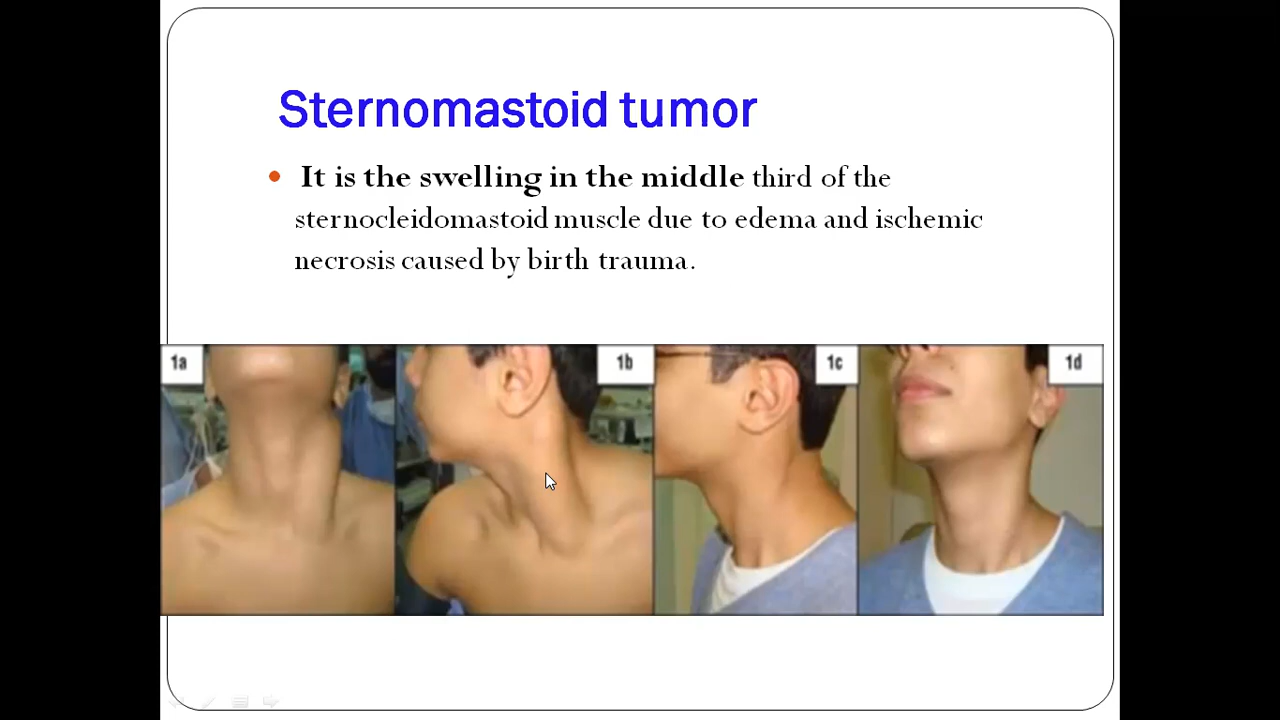 Sternomastoid tumor
It is the swelling in the middle third of the
sternocleidomastoid muscle due to edema and ischemic
necrosis caused by birth trauma.
1a
1b
1c
1d